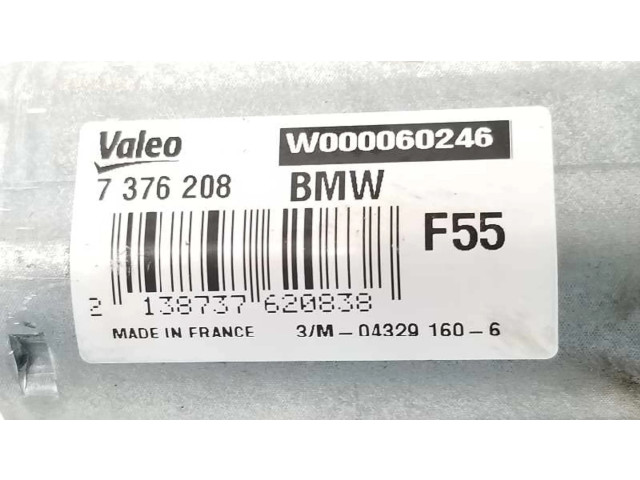 Valeo W000060246
7 376 208 BMW
F55
2 138737 620838
MADE IN FRANCE 3/M-04329 160-6